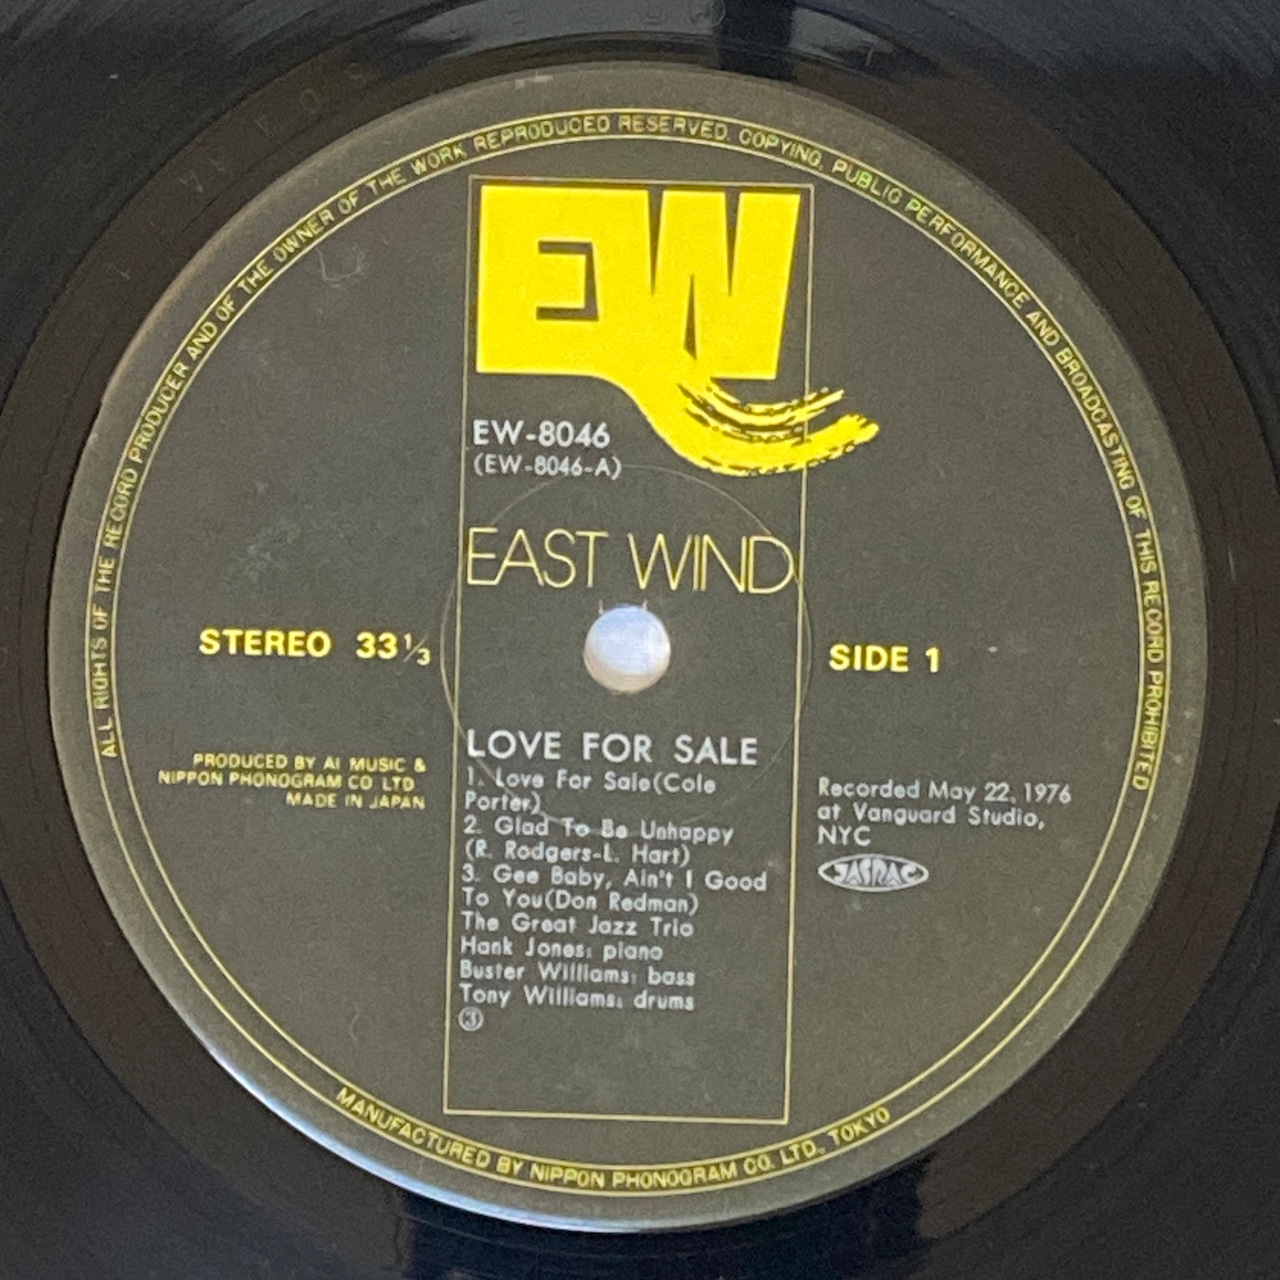 ALL RIGHTS OF THE RECORD PRODUCER AND OF THE OWNER OF THE WORK REPRODUCED RESERVED. COPYING, PUBLIC PERFORMANCE AND BROADCASTING OF THIS RECORD PROHIBITED
EW
EW-8046
(EW-8046-A)
EAST WIND
STEREO 33⅓
SIDE 1
PRODUCED BY AI MUSIC &
NIPPON PHONOGRAM CO LTD
MADE IN JAPAN
LOVE FOR SALE
1. Love For Sale(Cole
Porter)
2. Glad To Be Unhappy
(R. Rodgers-L. Hart)
3. Gee Baby, Ain't I Good
To You(Don Redman)
The Great Jazz Trio
Hank Jones: piano
Buster Williams: bass
Tony Williams: drums
③
Recorded May 22, 1976
at Vanguard Studio,
NYC
JASRAC
MANUFACTURED BY NIPPON PHONOGRAM CO. LTD., TOKYO